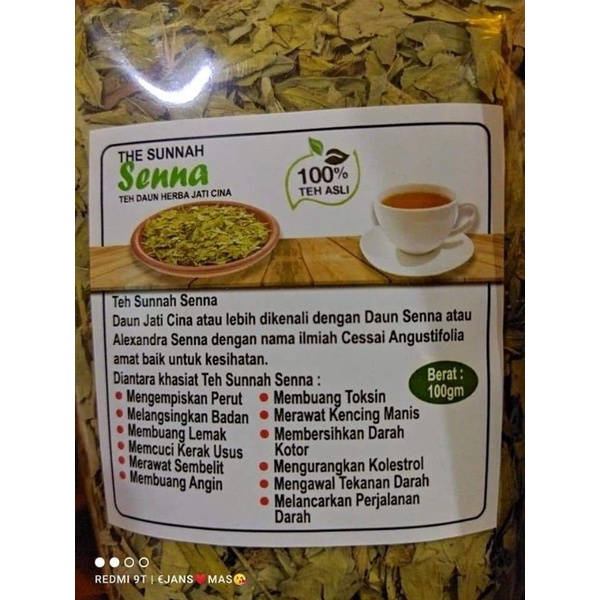 THE SUNNAH
Senna
TEH DAUN HERBA JATI CINA
100%
TEH ASLI
Teh Sunnah Senna
Daun Jati Cina atau lebih dikenali dengan Daun Senna atau
Alexandra Senna dengan nama ilmiah Cessai Angustifolia
amat baik untuk kesihatan.
Diantara khasiat Teh Sunnah Senna :
Berat :
100gm
• Mengempiskan Perut
• Melangsingkan Badan
• Membuang Lemak
• Memcuci Kerak Usus
• Merawat Sembelit
• Membuang Angin
• Membuang Toksin
• Merawat Kencing Manis
• Membersihkan Darah
Kotor
• Mengurangkan Kolestrol
• Mengawal Tekanan Darah
• Melancarkan Perjalanan
Darah
REDMI 9T | €JANS❤️MAS😘